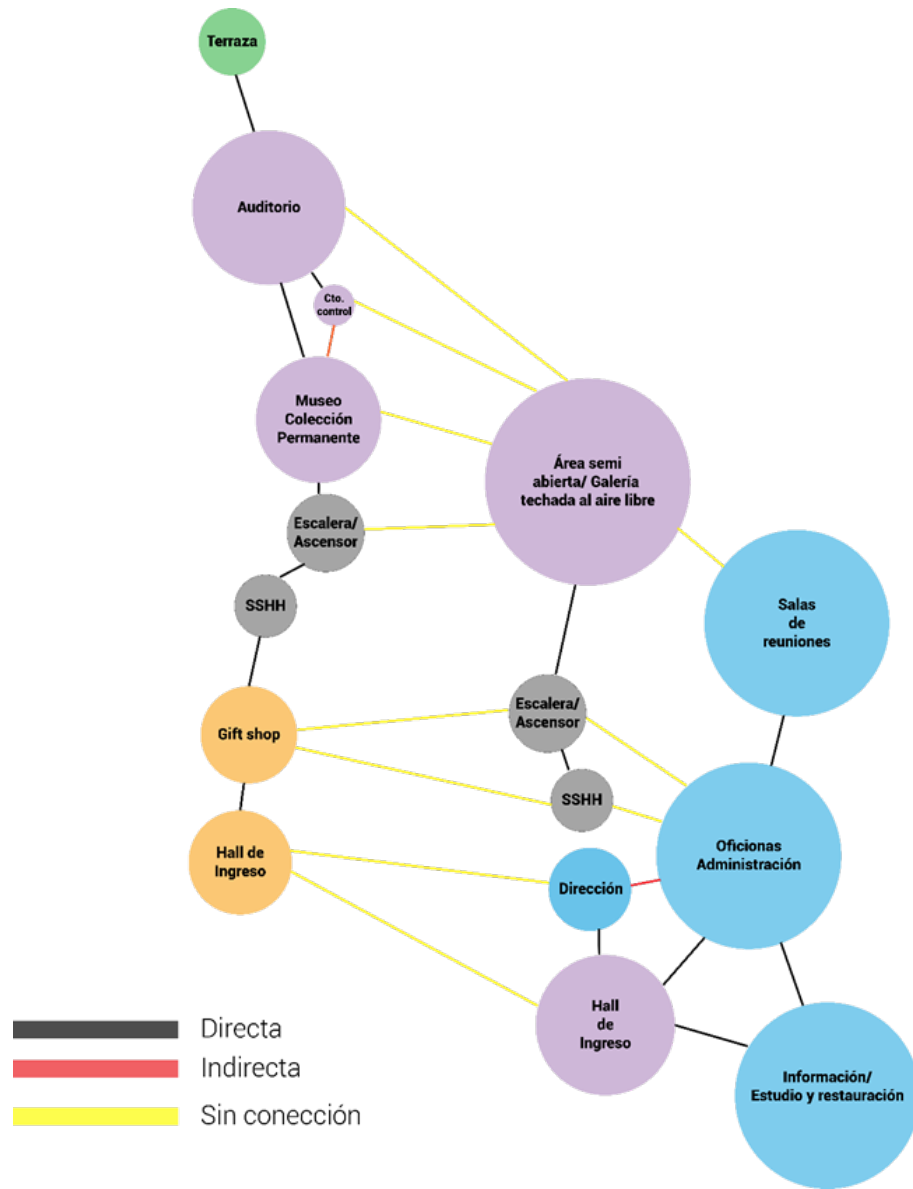 Terraza
Auditorio
Cto.
control
Museo
Colección
Permanente
Área semi
abierta/ Galería
techada al aire libre
Escalera/
Ascensor
SSHH
Salas
de
reuniones
Gift shop
Escalera/
Ascensor
SSHH
Hall de
Ingreso
Oficionas
Administración
Dirección
Hall
de
Ingreso
Información/
Estudio y restauración
Directa
Indirecta
Sin conección